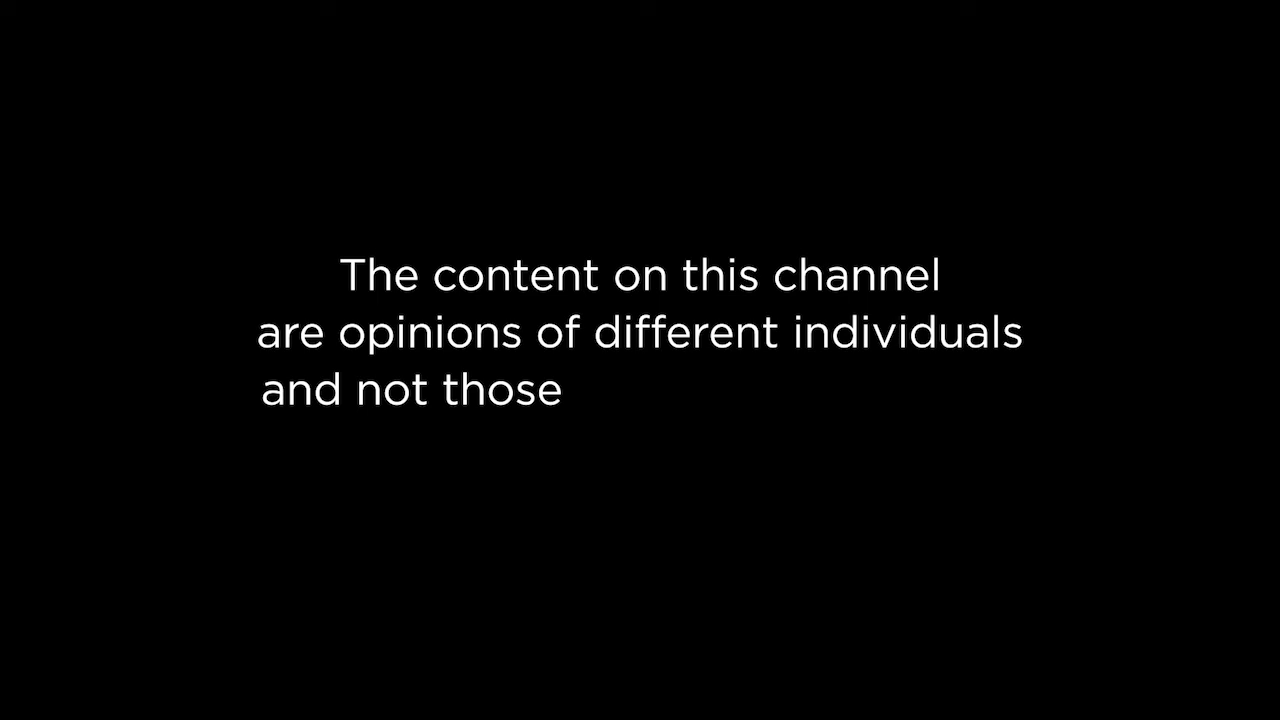 The content on this channel
are opinions of different individuals
and not those